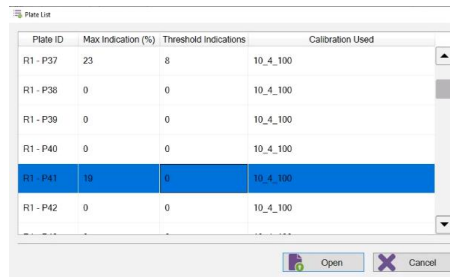 Plate List
Plate ID Max Indication (%) Threshold Indications Calibration Used
R1 - P37 23 8 10_4_100
R1 - P38 0 0 10_4_100
R1 - P39 0 0 10_4_100
R1 - P40 0 0 10_4_100
R1 - P41 19 0 10_4_100
R1 - P42 0 0 10_4_100
Open Cancel